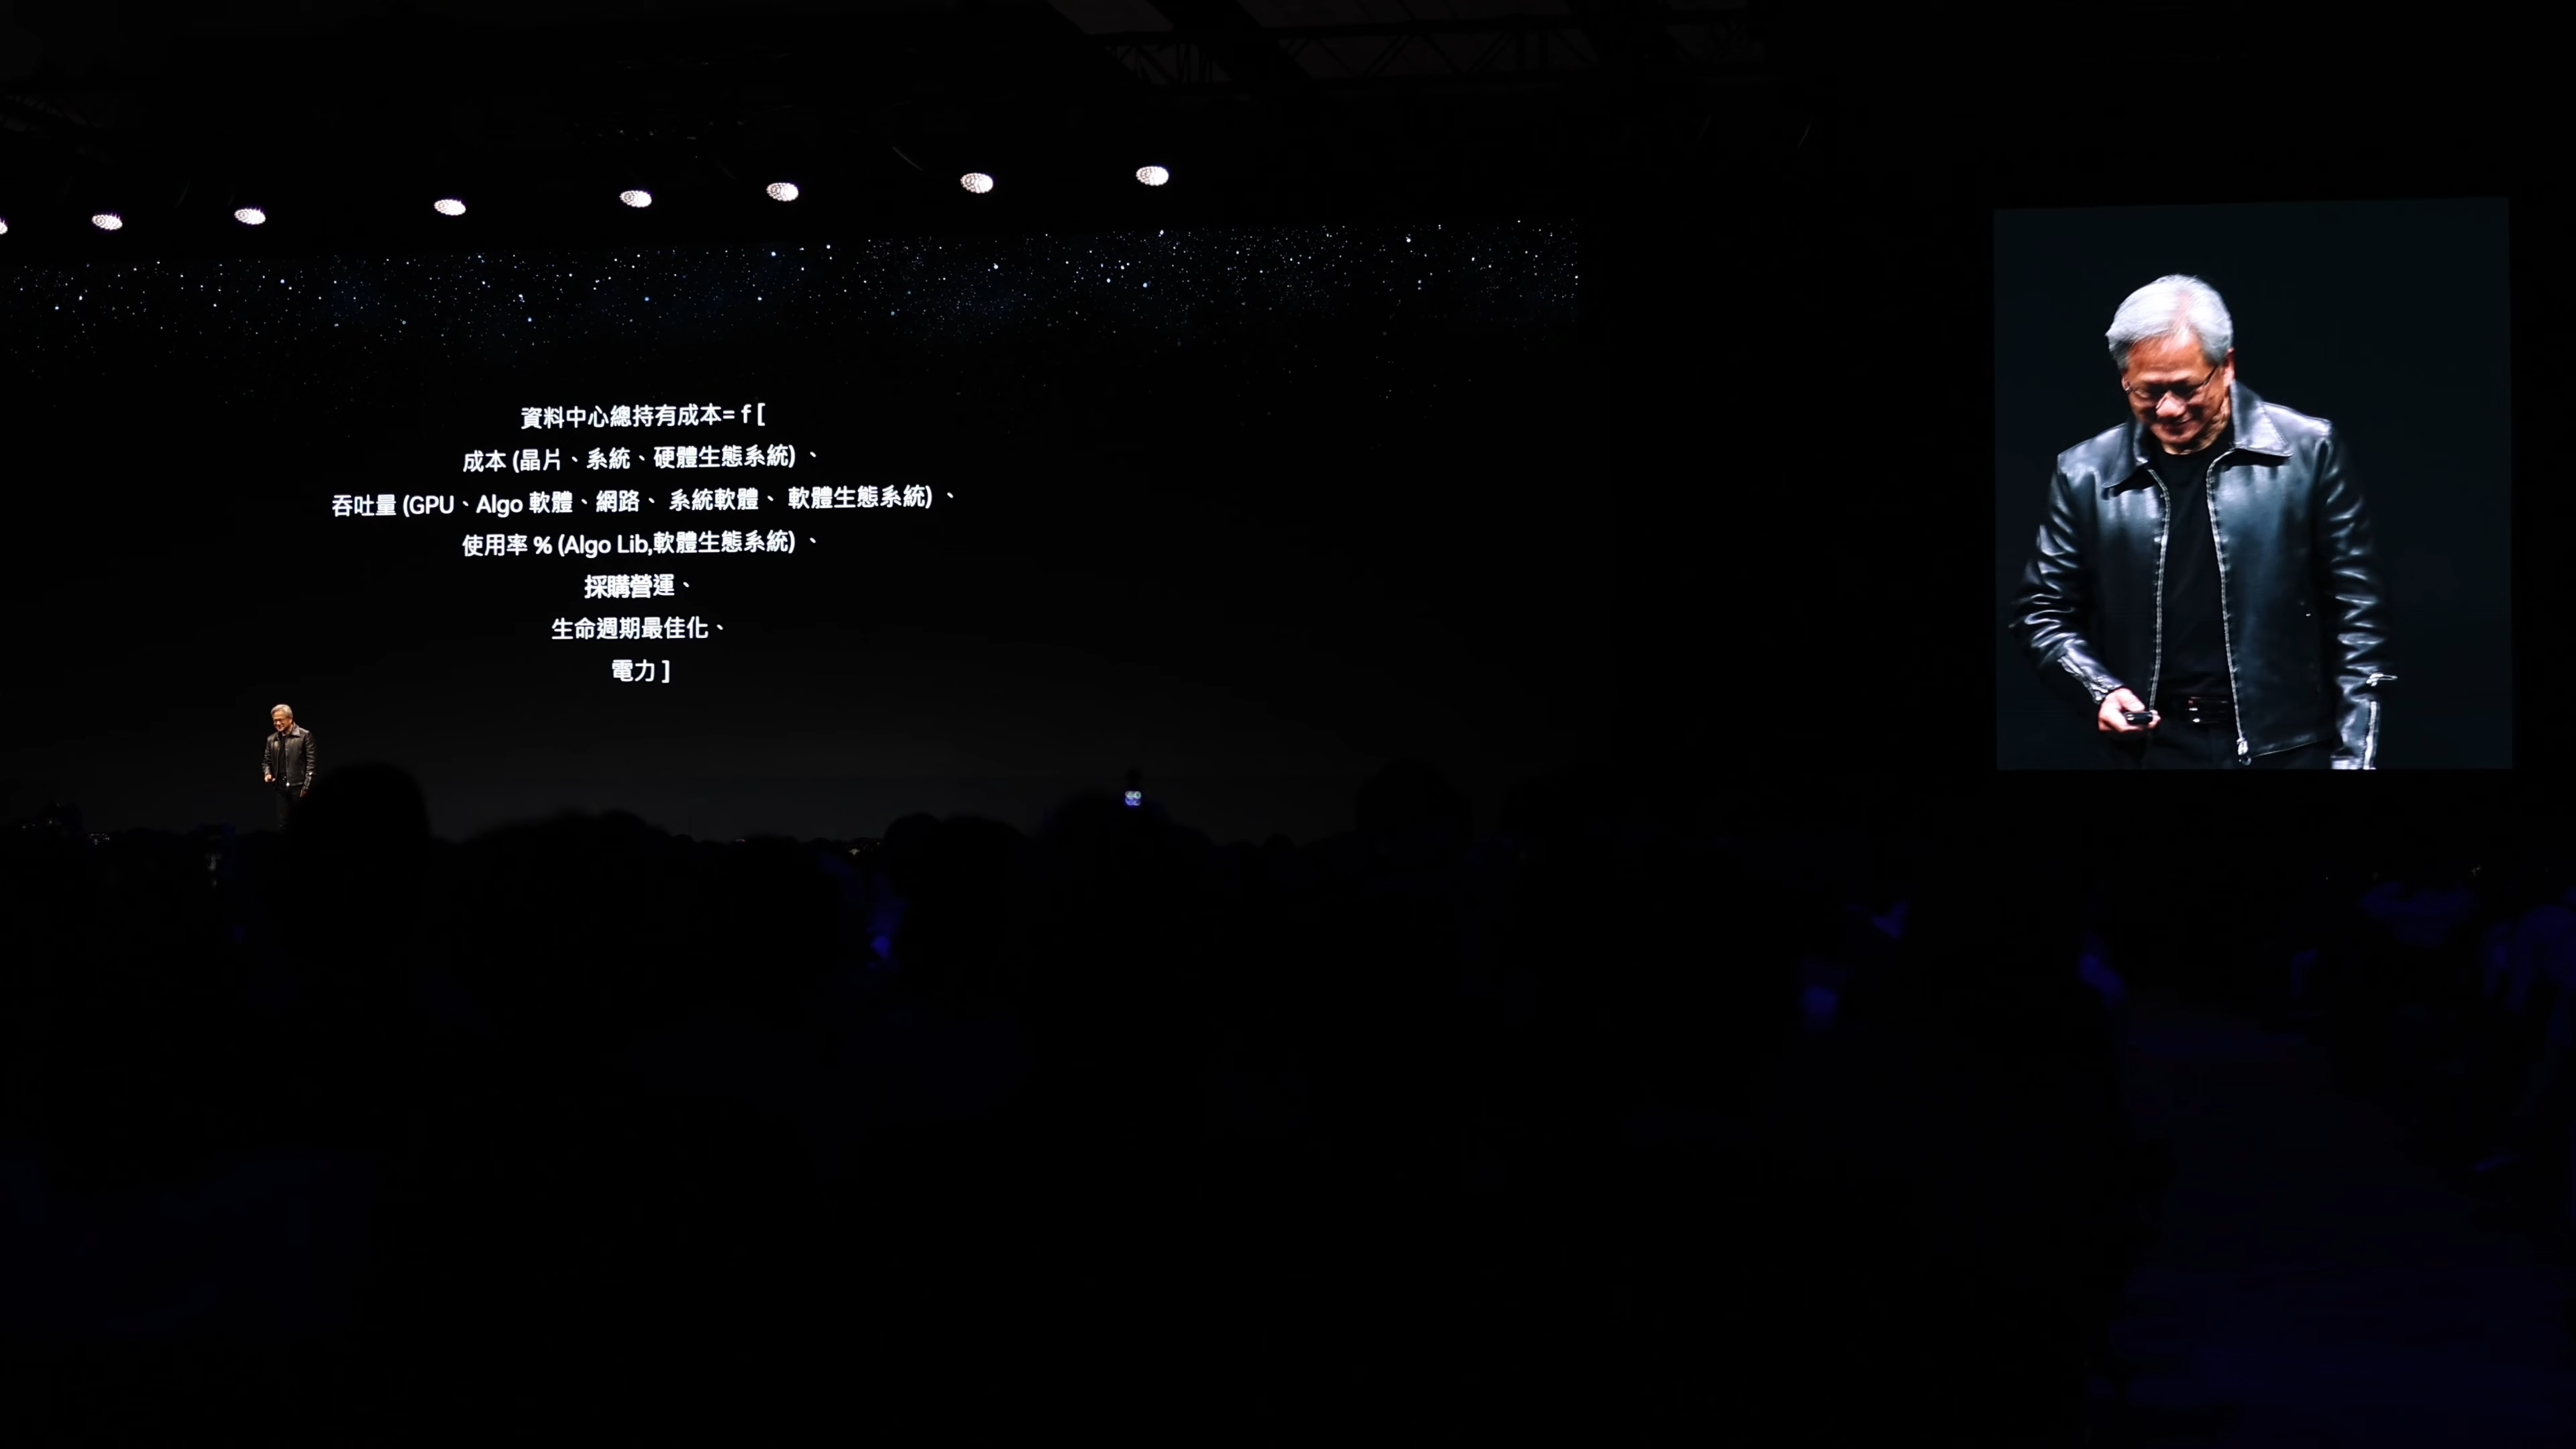 資料中心總持有成本= f [
成本 (晶片、系統、硬體生態系統) 、
吞吐量 (GPU、Algo 軟體、網路、 系統軟體、 軟體生態系統) 、
使用率 % (Algo Lib,軟體生態系統) 、
採購營運、
生命週期最佳化、
電力 ]